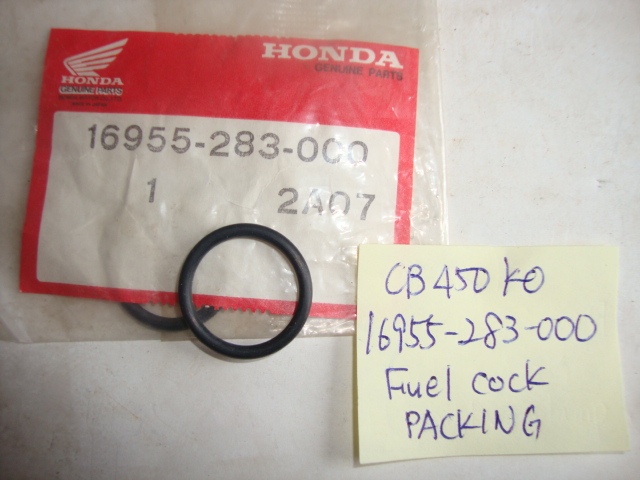 HONDA
GENUINE PARTS
HONDA
GENUINE PARTS
16955-283-000
1 2A07
CB450 K0
16955-283-000
Fuel cock
PACKING